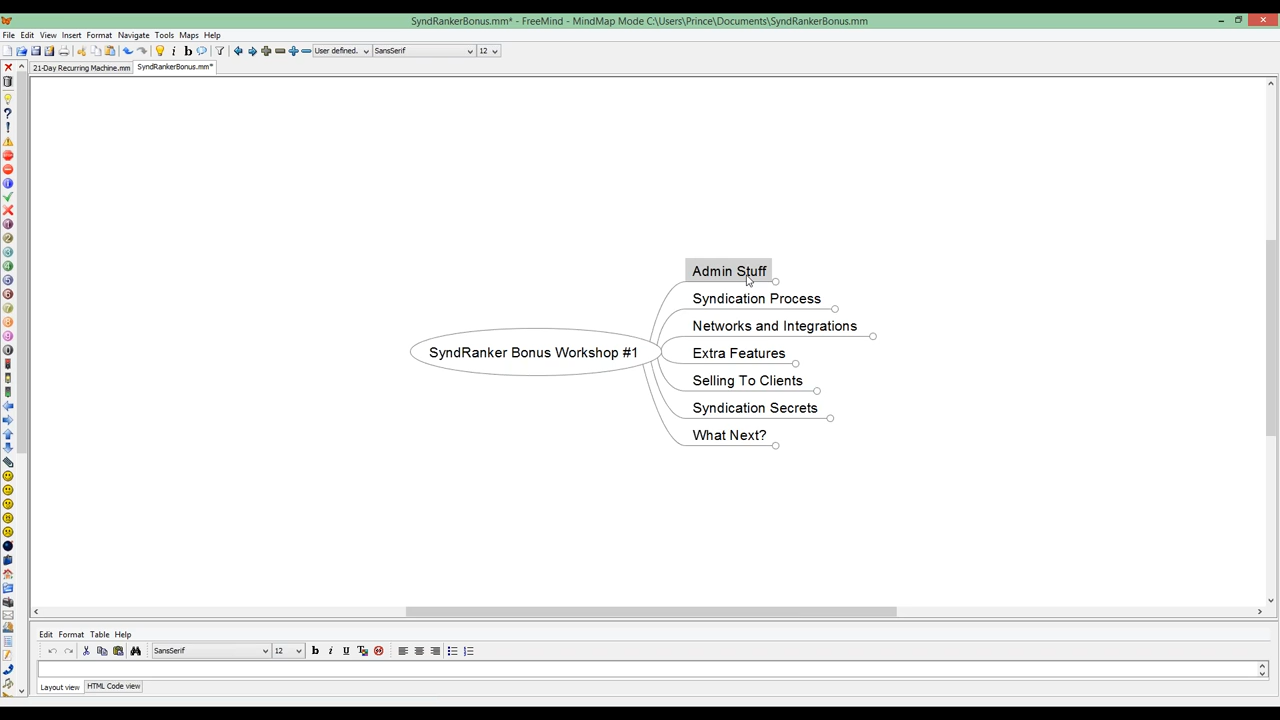 SyndRankerBonus.mm* - FreeMind - MindMap Mode C:\Users\Prince\Documents\SyndRankerBonus.mm
File Edit View Insert Format Navigate Tools Maps Help
User defined. SansSerif 12
21-Day Recurring Machine.mm SyndRankerBonus.mm*
Admin Stuff
Syndication Process
Networks and Integrations
SyndRanker Bonus Workshop #1
Extra Features
Selling To Clients
Syndication Secrets
What Next?
Edit Format Table Help
SansSerif 12 b i U
Layout view HTML Code view